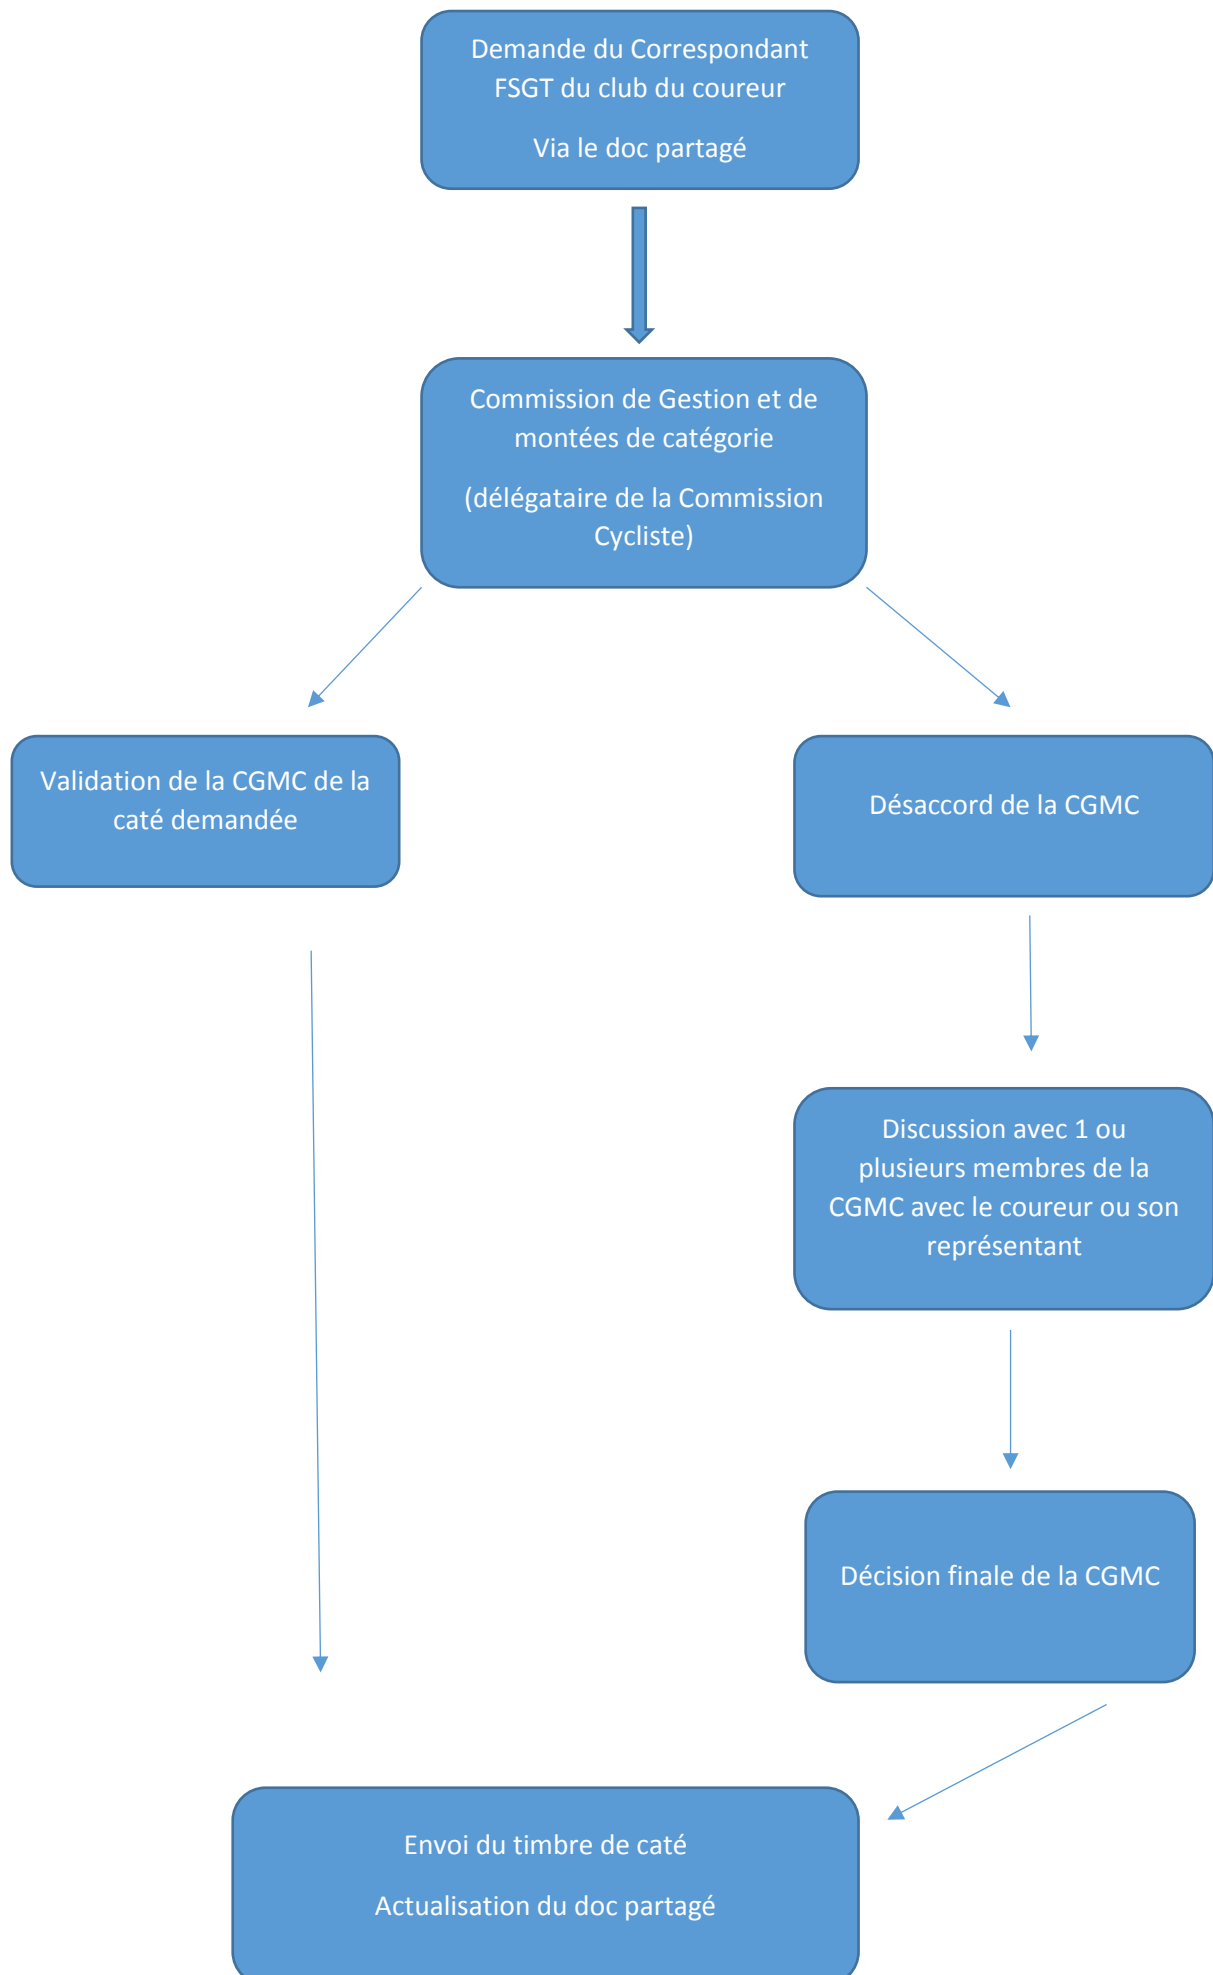 Demande du Correspondant
FSGT du club du coureur
Via le doc partagé
Commission de Gestion et de
montées de catégorie
(délégataire de la Commission
Cycliste)
Validation de la CGMC de la
caté demandée
Désaccord de la CGMC
Discussion avec 1 ou
plusieurs membres de la
CGMC avec le coureur ou son
représentant
Décision finale de la CGMC
Envoi du timbre de caté
Actualisation du doc partagé